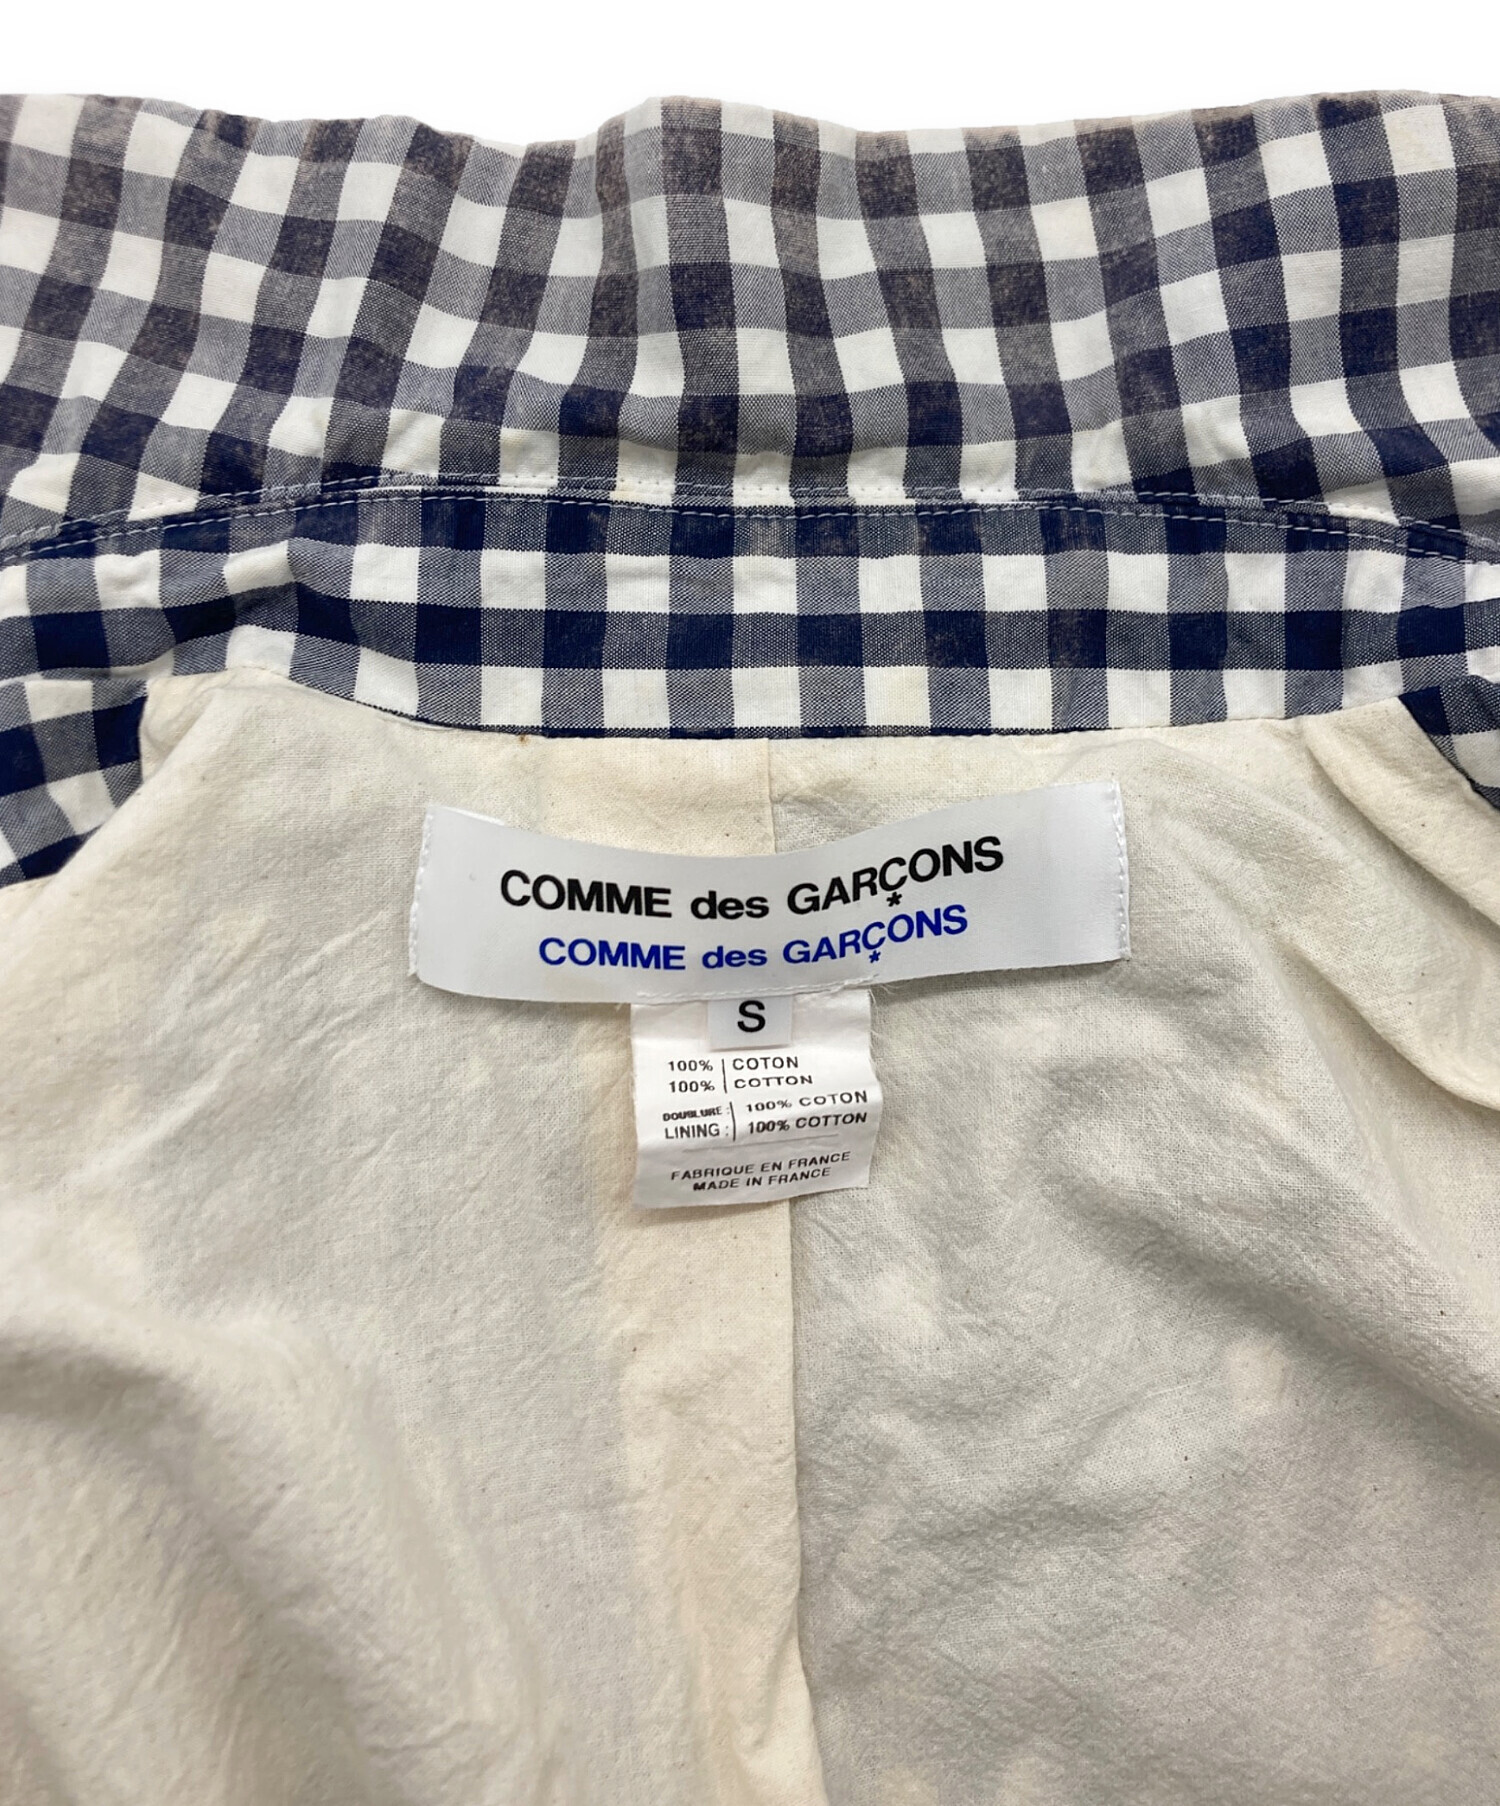 COMME des GARÇONS
*
COMME des GARÇONS
*
S
100% | COTON
100% | COTTON
DOUBLURE : | 100% COTON
LINING : | 100% COTTON
FABRIQUE EN FRANCE
MADE IN FRANCE